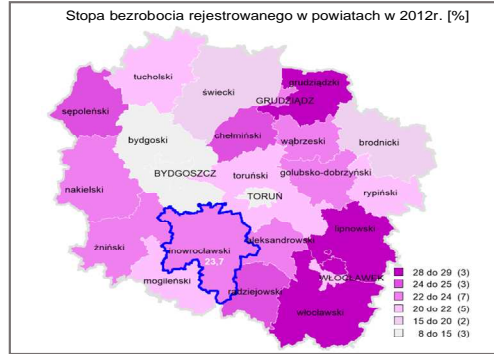 Stopa bezrobocia rejestrowanego w powiatach w 2012r. [%]
tucholski
świecki
grudziądzki
GRUDZIĄDZ
sępoleński
chełmiński
bydgoski
wąbrzeski
brodnicki
BYDGOSZCZ
toruński
golubsko-dobrzyński
nakielski
TORUŃ
rypiński
lipnowski
żniński
inowrocławski
aleksandrowski
23,7
mogileński
WŁOCŁAWEK
radziejowski
włocławski
28 do 29 (3)
24 do 25 (3)
22 do 24 (7)
20 do 22 (5)
15 do 20 (2)
8 do 15 (3)